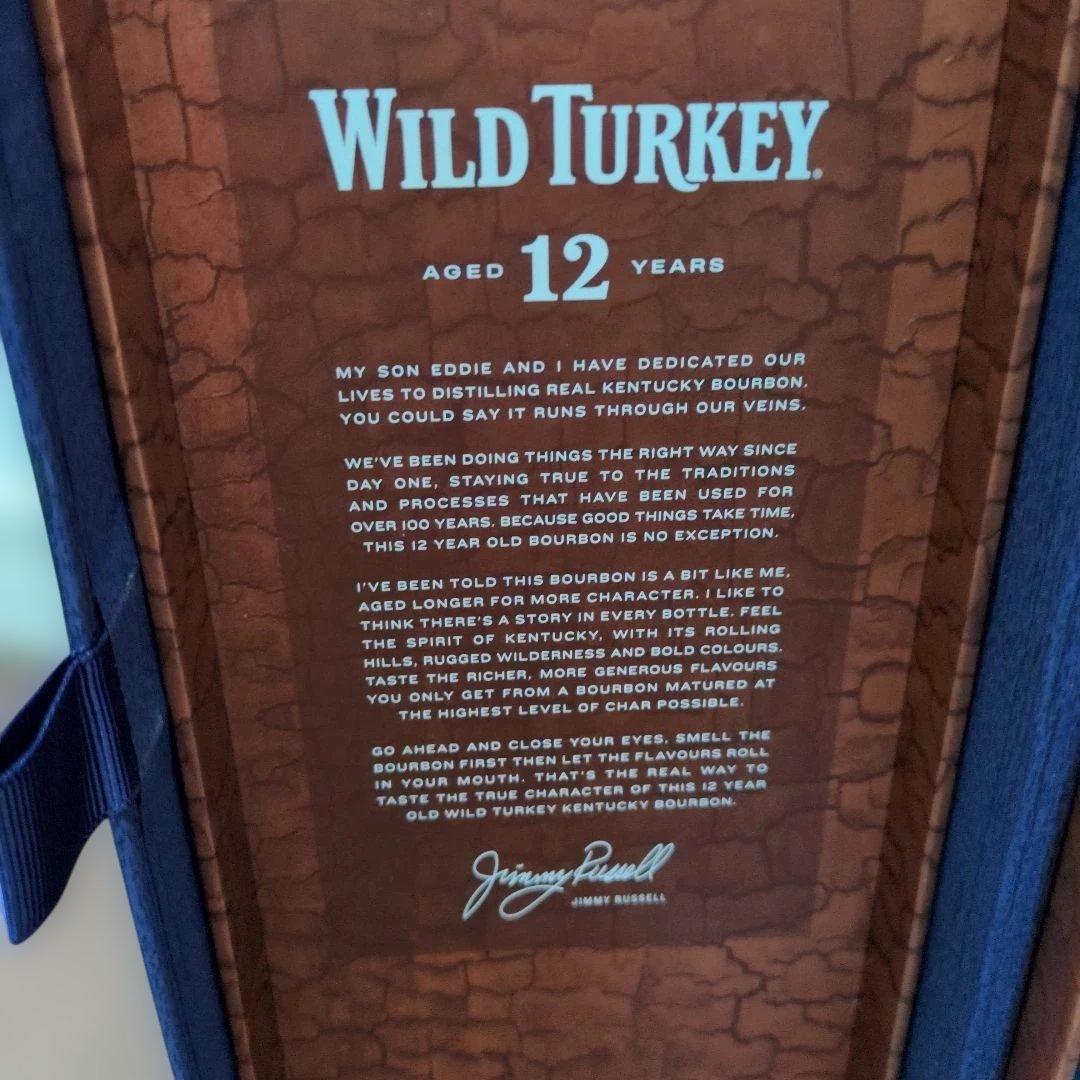 WILD TURKEY.
AGED 12 YEARS
MY SON EDDIE AND I HAVE DEDICATED OUR
LIVES TO DISTILLING REAL KENTUCKY BOURBON.
YOU COULD SAY IT RUNS THROUGH OUR VEINS.
WE'VE BEEN DOING THINGS THE RIGHT WAY SINCE
DAY ONE, STAYING TRUE TO THE TRADITIONS
AND PROCESSES THAT HAVE BEEN USED FOR
OVER 100 YEARS. BECAUSE GOOD THINGS TAKE TIME,
THIS 12 YEAR OLD BOURBON IS NO EXCEPTION.
I'VE BEEN TOLD THIS BOURBON IS A BIT LIKE ME,
AGED LONGER FOR MORE CHARACTER. I LIKE TO
THINK THERE'S A STORY IN EVERY BOTTLE. FEEL
THE SPIRIT OF KENTUCKY, WITH ITS ROLLING
HILLS, RUGGED WILDERNESS AND BOLD COLOURS.
TASTE THE RICHER, MORE GENEROUS FLAVOURS
YOU ONLY GET FROM A BOURBON MATURED AT
THE HIGHEST LEVEL OF CHAR POSSIBLE.
GO AHEAD AND CLOSE YOUR EYES. SMELL THE
BOURBON FIRST THEN LET THE FLAVOURS ROLL
IN YOUR MOUTH. THAT'S THE REAL WAY TO
TASTE THE TRUE CHARACTER OF THIS 12 YEAR
OLD WILD TURKEY KENTUCKY BOURBON.
Jimmy Russell
JIMMY RUSSELL